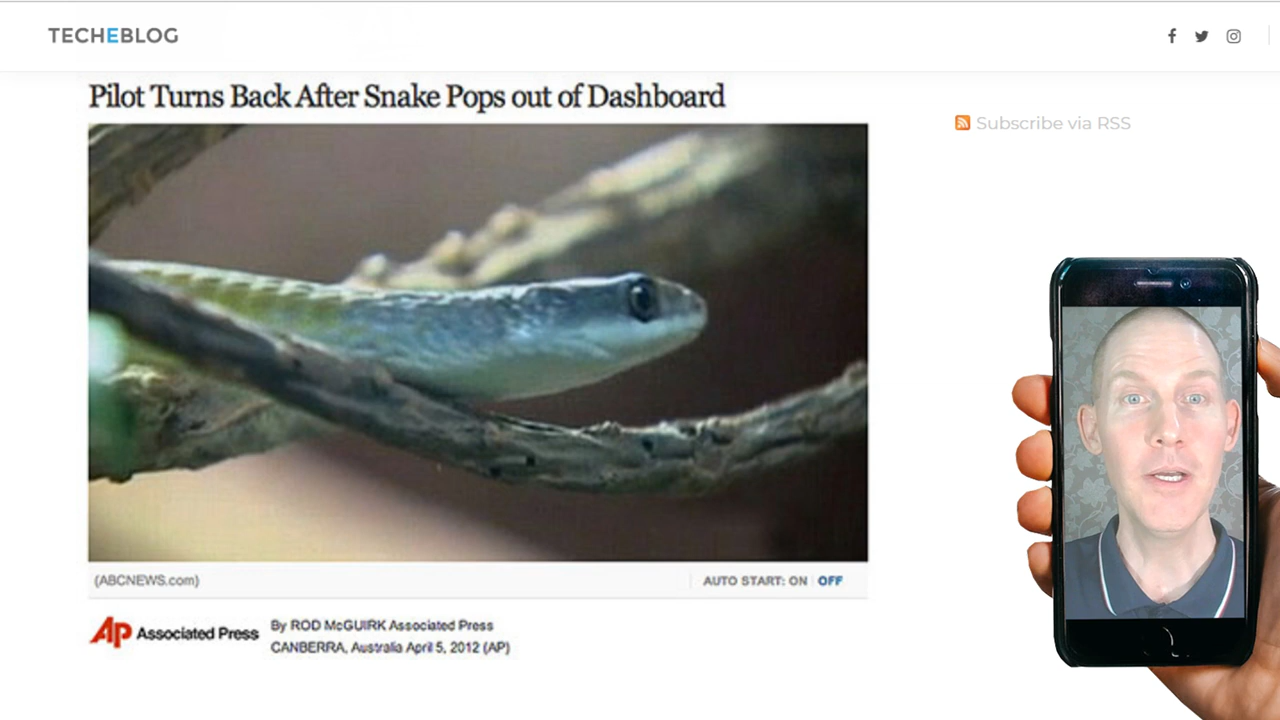 TECHEBLOG
Pilot Turns Back After Snake Pops out of Dashboard
Subscribe via RSS
(ABCNEWS.com)
AUTO START: ON OFF
AP Associated Press
By ROD McGUIRK Associated Press
CANBERRA, Australia April 5, 2012 (AP)